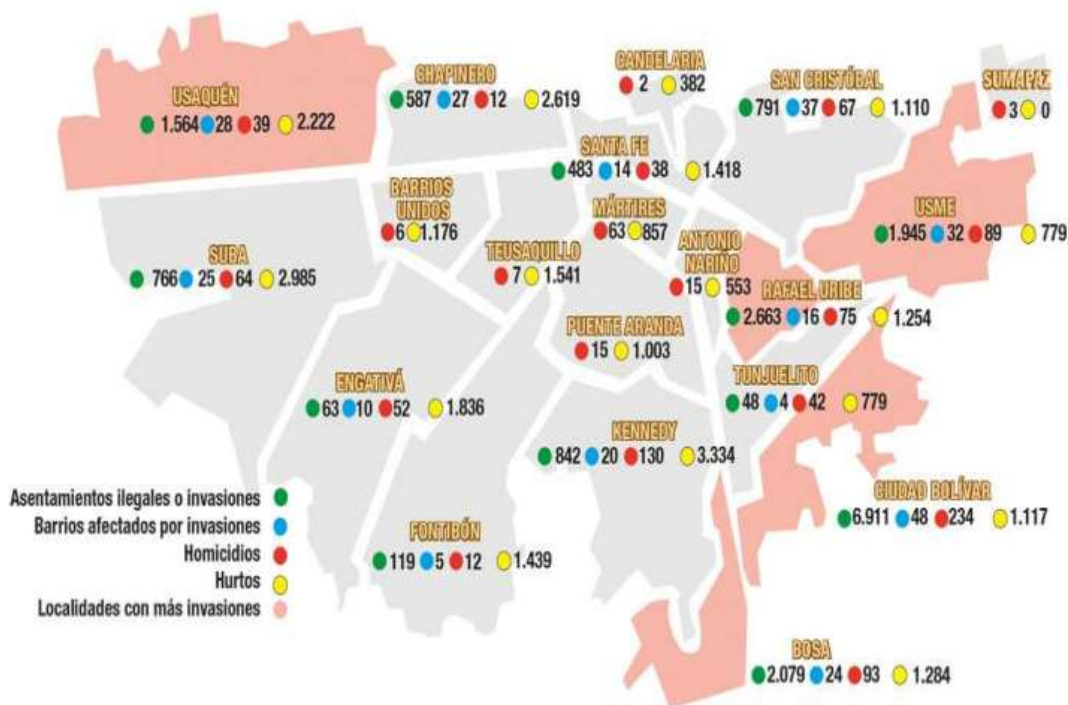 USAQUÉN
1.564 28 39 2.222
CHAPINERO
587 27 12 2.619
CANDELARIA
2 382
SAN CRISTÓBAL
791 37 67 1.110
SUMAPAZ
3 0
SANTA FE
483 14 38 1.418
BARRIOS
UNIDOS
6 1.176
MÁRTIRES
63 857
USME
1.945 32 89 779
SUBA
766 25 64 2.985
TEUSAQUILLO
7 1.541
ANTONIO
NARIÑO
15 553
RAFAEL URIBE
2.663 16 75 1.254
PUENTE ARANDA
15 1.003
ENGATIVÁ
63 10 52 1.836
TUNJUELITO
48 4 42 779
KENNEDY
842 20 130 3.334
CIUDAD BOLÍVAR
6.911 48 234 1.117
FONTIBÓN
119 5 12 1.439
BOSA
2.079 24 93 1.284
Asentamientos ilegales o invasiones
Barrios afectados por invasiones
Homicidios
Hurtos
Localidades con más invasiones